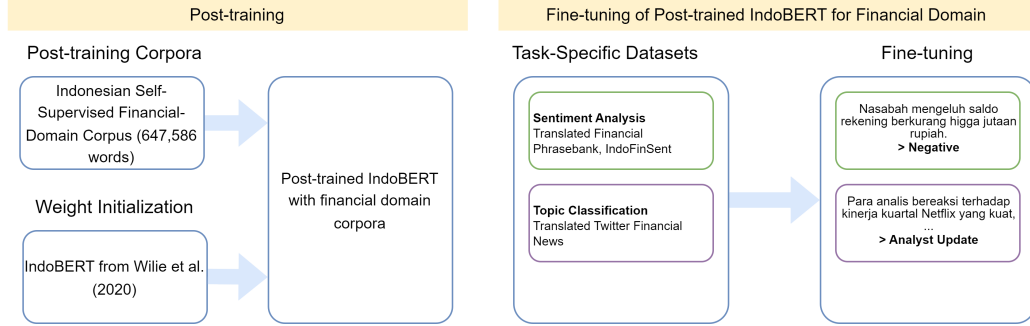 Post-training
Post-training Corpora
Indonesian Self-
Supervised Financial-
Domain Corpus (647,586
words)
Weight Initialization
IndoBERT from Wilie et al.
(2020)
Post-trained IndoBERT
with financial domain
corpora
Fine-tuning of Post-trained IndoBERT for Financial Domain
Task-Specific Datasets
Sentiment Analysis
Translated Financial
Phrasebank, IndoFinSent
Topic Classification
Translated Twitter Financial
News
Fine-tuning
Nasabah mengeluh saldo
rekening berkurang higga jutaan
rupiah.
> Negative
Para analis bereaksi terhadap
kinerja kuartal Netflix yang kuat,
...
> Analyst Update